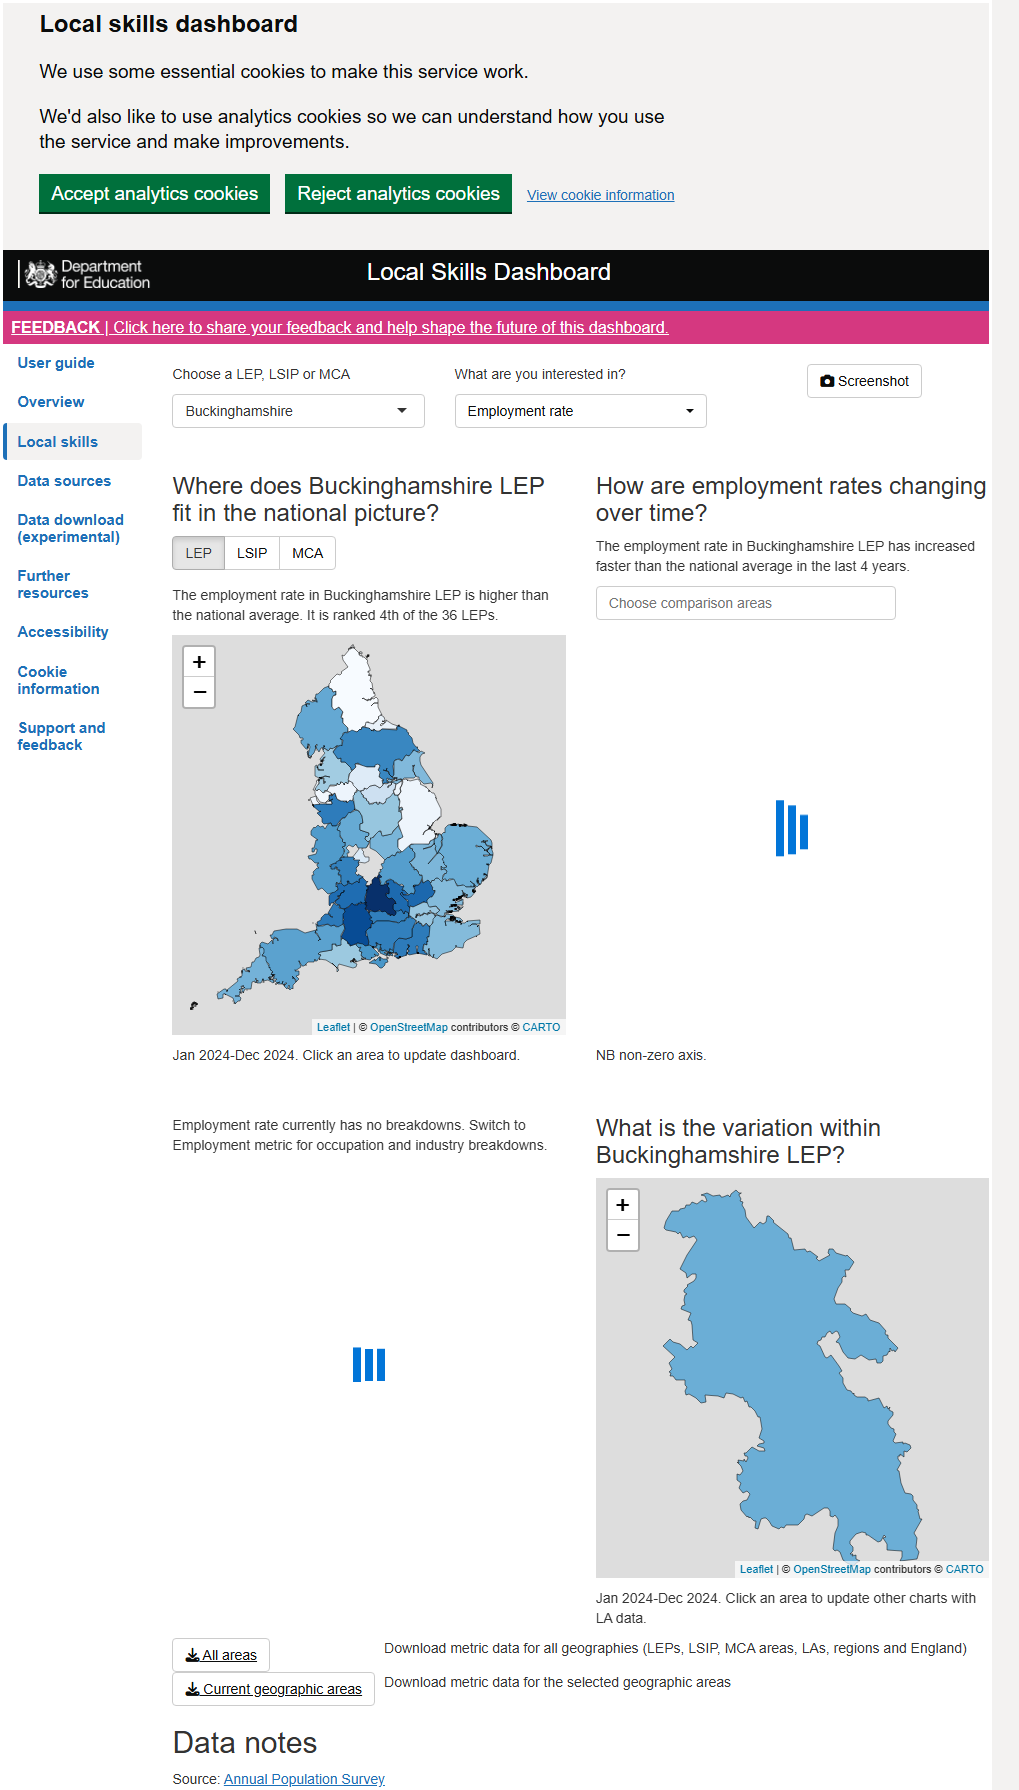 Local skills dashboard
We use some essential cookies to make this service work.
We'd also like to use analytics cookies so we can understand how you use
the service and make improvements.
Accept analytics cookies
Reject analytics cookies
View cookie information
Department
for Education
Local Skills Dashboard
FEEDBACK | Click here to share your feedback and help shape the future of this dashboard.
User guide
Overview
Local skills
Data sources
Data download
(experimental)
Further
resources
Accessibility
Cookie
information
Support and
feedback
Choose a LEP, LSIP or MCA
Buckinghamshire
What are you interested in?
Employment rate
Screenshot
Where does Buckinghamshire LEP
fit in the national picture?
LEP
LSIP
MCA
The employment rate in Buckinghamshire LEP is higher than
the national average. It is ranked 4th of the 36 LEPs.
+
−
Leaflet | © OpenStreetMap contributors © CARTO
Jan 2024-Dec 2024. Click an area to update dashboard.
How are employment rates changing
over time?
The employment rate in Buckinghamshire LEP has increased
faster than the national average in the last 4 years.
Choose comparison areas
NB non-zero axis.
Employment rate currently has no breakdowns. Switch to
Employment metric for occupation and industry breakdowns.
What is the variation within
Buckinghamshire LEP?
+
−
Leaflet | © OpenStreetMap contributors © CARTO
Jan 2024-Dec 2024. Click an area to update other charts with
LA data.
All areas
Download metric data for all geographies (LEPs, LSIP, MCA areas, LAs, regions and England)
Current geographic areas
Download metric data for the selected geographic areas
Data notes
Source: Annual Population Survey